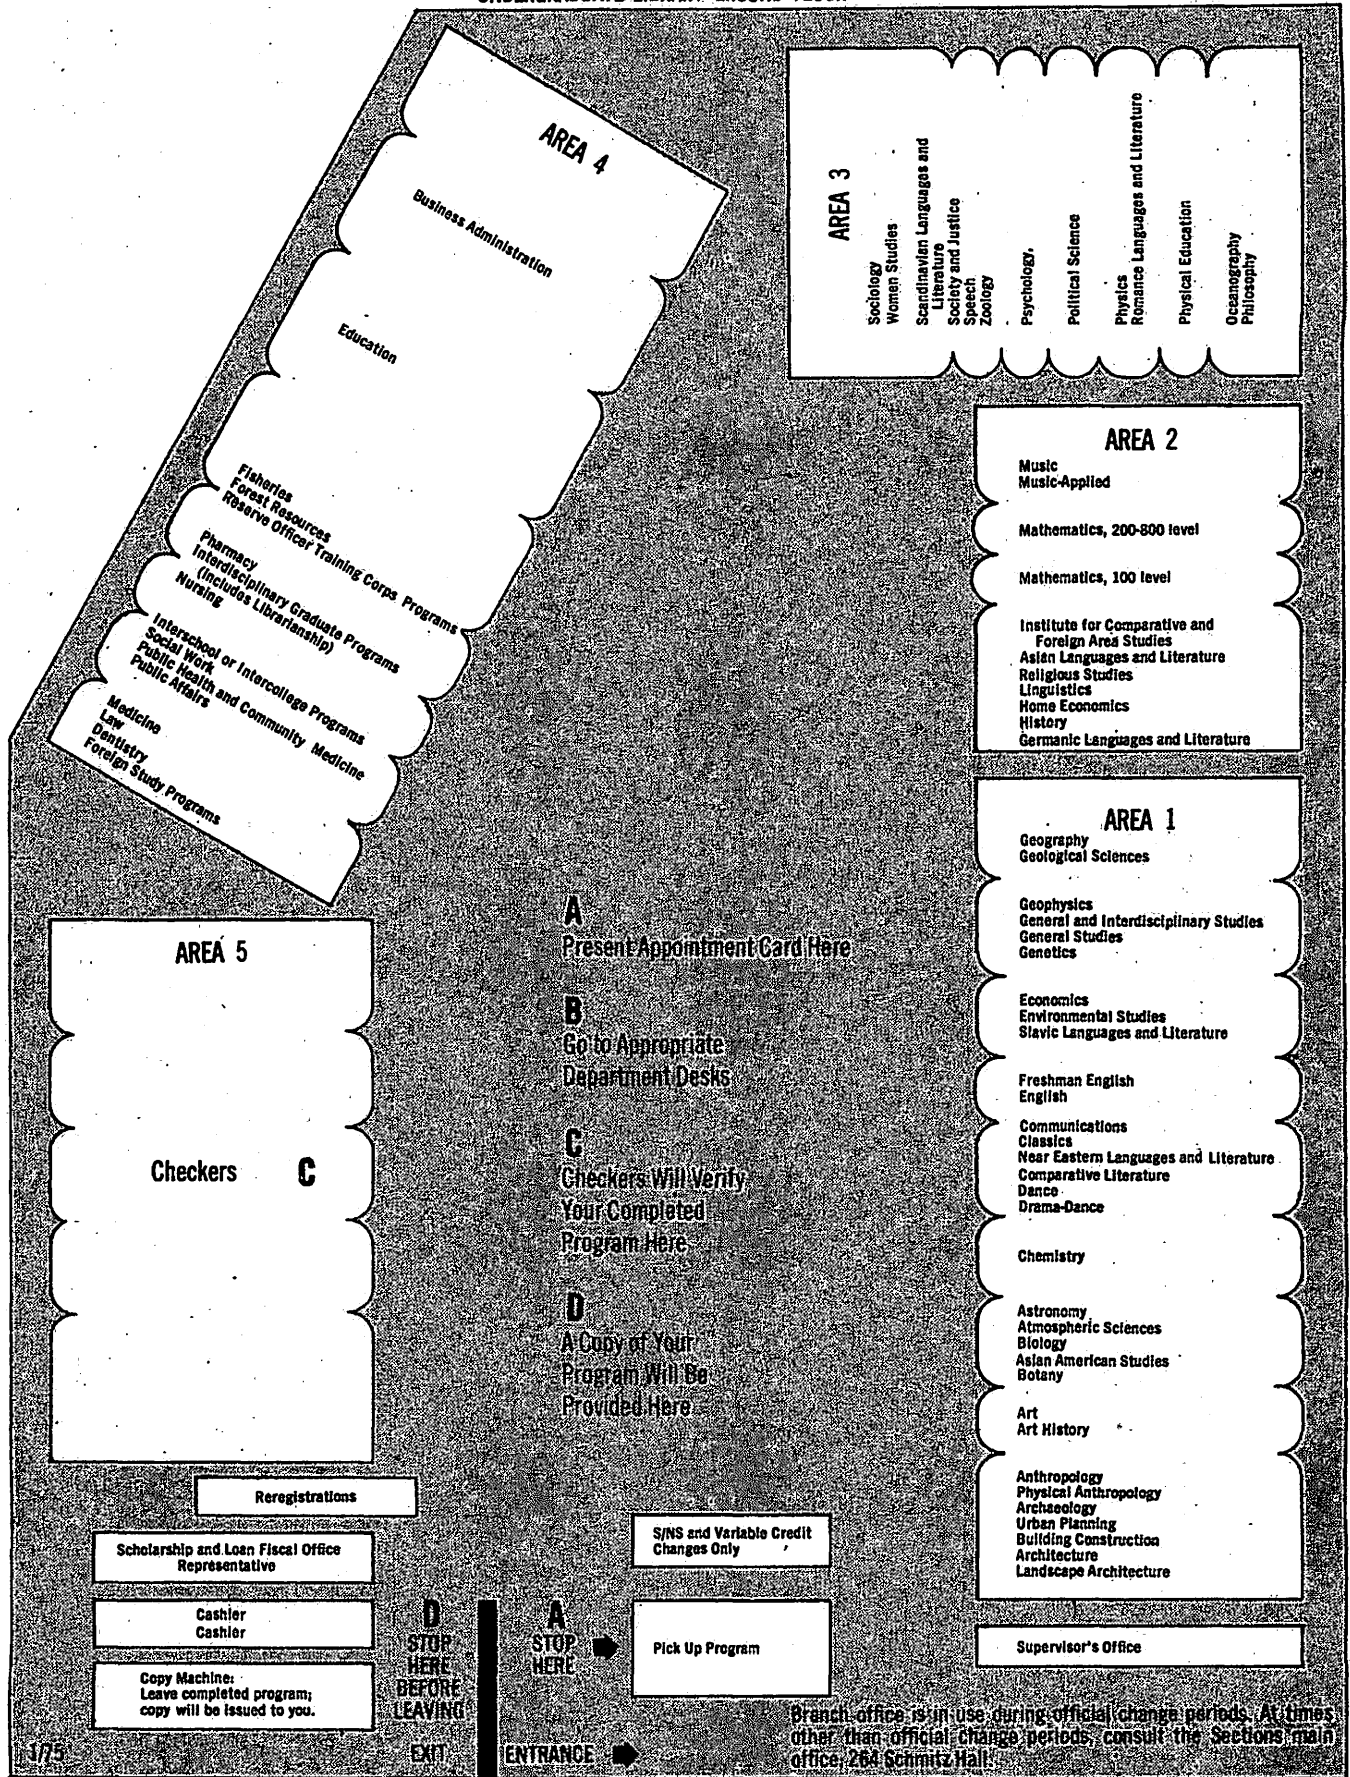 AREA 4
Business Administration
Education
Fisheries
Forest Resources
Reserve Officer Training Corps Programs
Pharmacy
Interdisciplinary Graduate Programs
(includes Librarianship)
Nursing
Interschool or Intercollege Programs
Social Work
Public Health and Community Medicine
Public Affairs
Medicine
Law
Dentistry
Foreign Study Programs
AREA 3
Sociology
Women Studies
Scandinavian Languages and
Literature
Society and Justice
Speech
Zoology
Psychology,
Political Science
Physics
Romance Languages and Literature
Physical Education
Oceanography
Philosophy
AREA 2
Music
Music-Applied
Mathematics, 200-800 level
Mathematics, 100 level
Institute for Comparative and
Foreign Area Studies
Asian Languages and Literature
Religious Studies
Linguistics
Home Economics
History
Germanic Languages and Literature
AREA 1
Geography
Geological Sciences
Geophysics
General and Interdisciplinary Studies
General Studies
Genetics
Economics
Environmental Studies
Slavic Languages and Literature
Freshman English
English
Communications
Classics
Near Eastern Languages and Literature
Comparative Literature
Dance
Drama-Dance
Chemistry
Astronomy
Atmospheric Sciences
Biology
Asian American Studies
Botany
Art
Art History
Anthropology
Physical Anthropology
Archaeology
Urban Planning
Building Construction
Architecture
Landscape Architecture
Supervisor's Office
A
Present Appointment Card Here
B
Go to Appropriate
Department Desks
C
Checkers Will Verify
Your Completed
Program Here
D
A Copy of Your
Program Will Be
Provided Here
AREA 5
Checkers C
Reregistrations
Scholarship and Loan Fiscal Office
Representative
Cashier
Cashier
Copy Machine:
Leave completed program;
copy will be issued to you.
D
STOP
HERE
BEFORE
LEAVING
EXIT
A
STOP
HERE
ENTRANCE
S/NS and Variable Credit
Changes Only
Pick Up Program
Branch office is in use during official change periods. At times
other than official change periods, consult the Sections main
office, 264 Schmitz Hall.
1/75